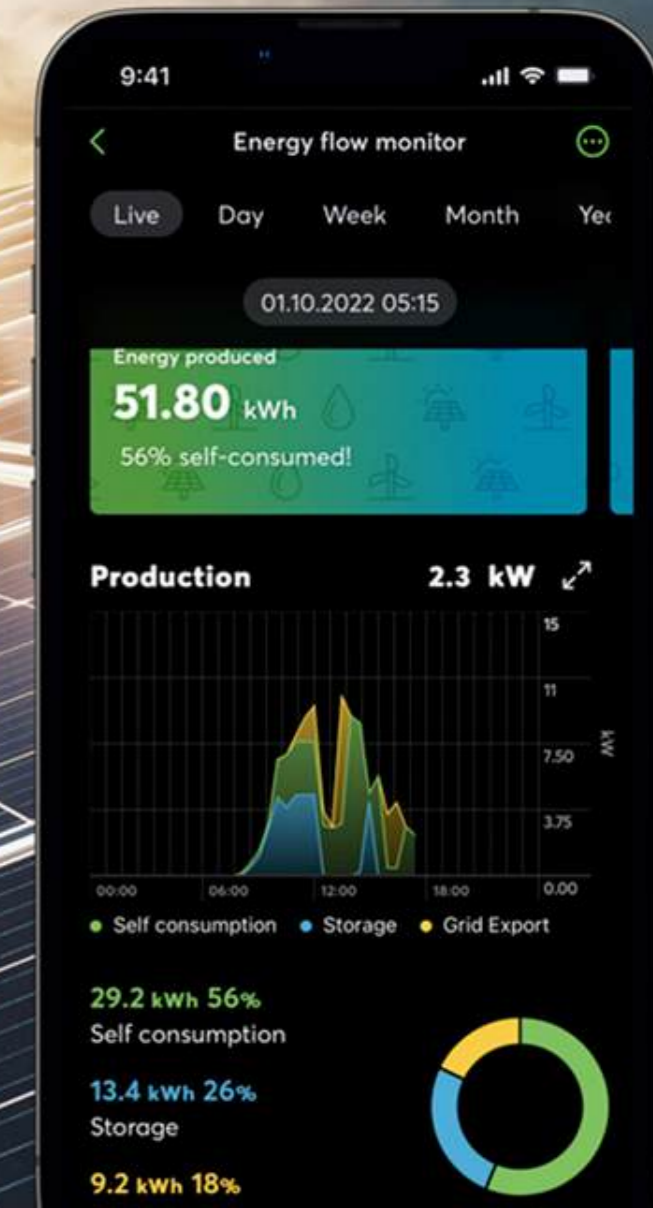 9:41
Energy flow monitor
Live Day Week Month
01.10.2022 05:15
Energy produced
51.80 kWh
56% self-consumed!
Production 2.3 kW
15
11
7.50
kW
3.75
0.00
00:00 06:00 12:00 18:00
Self consumption Storage Grid Export
29.2 kWh 56%
Self consumption
13.4 kWh 26%
Storage
9.2 kWh 18%